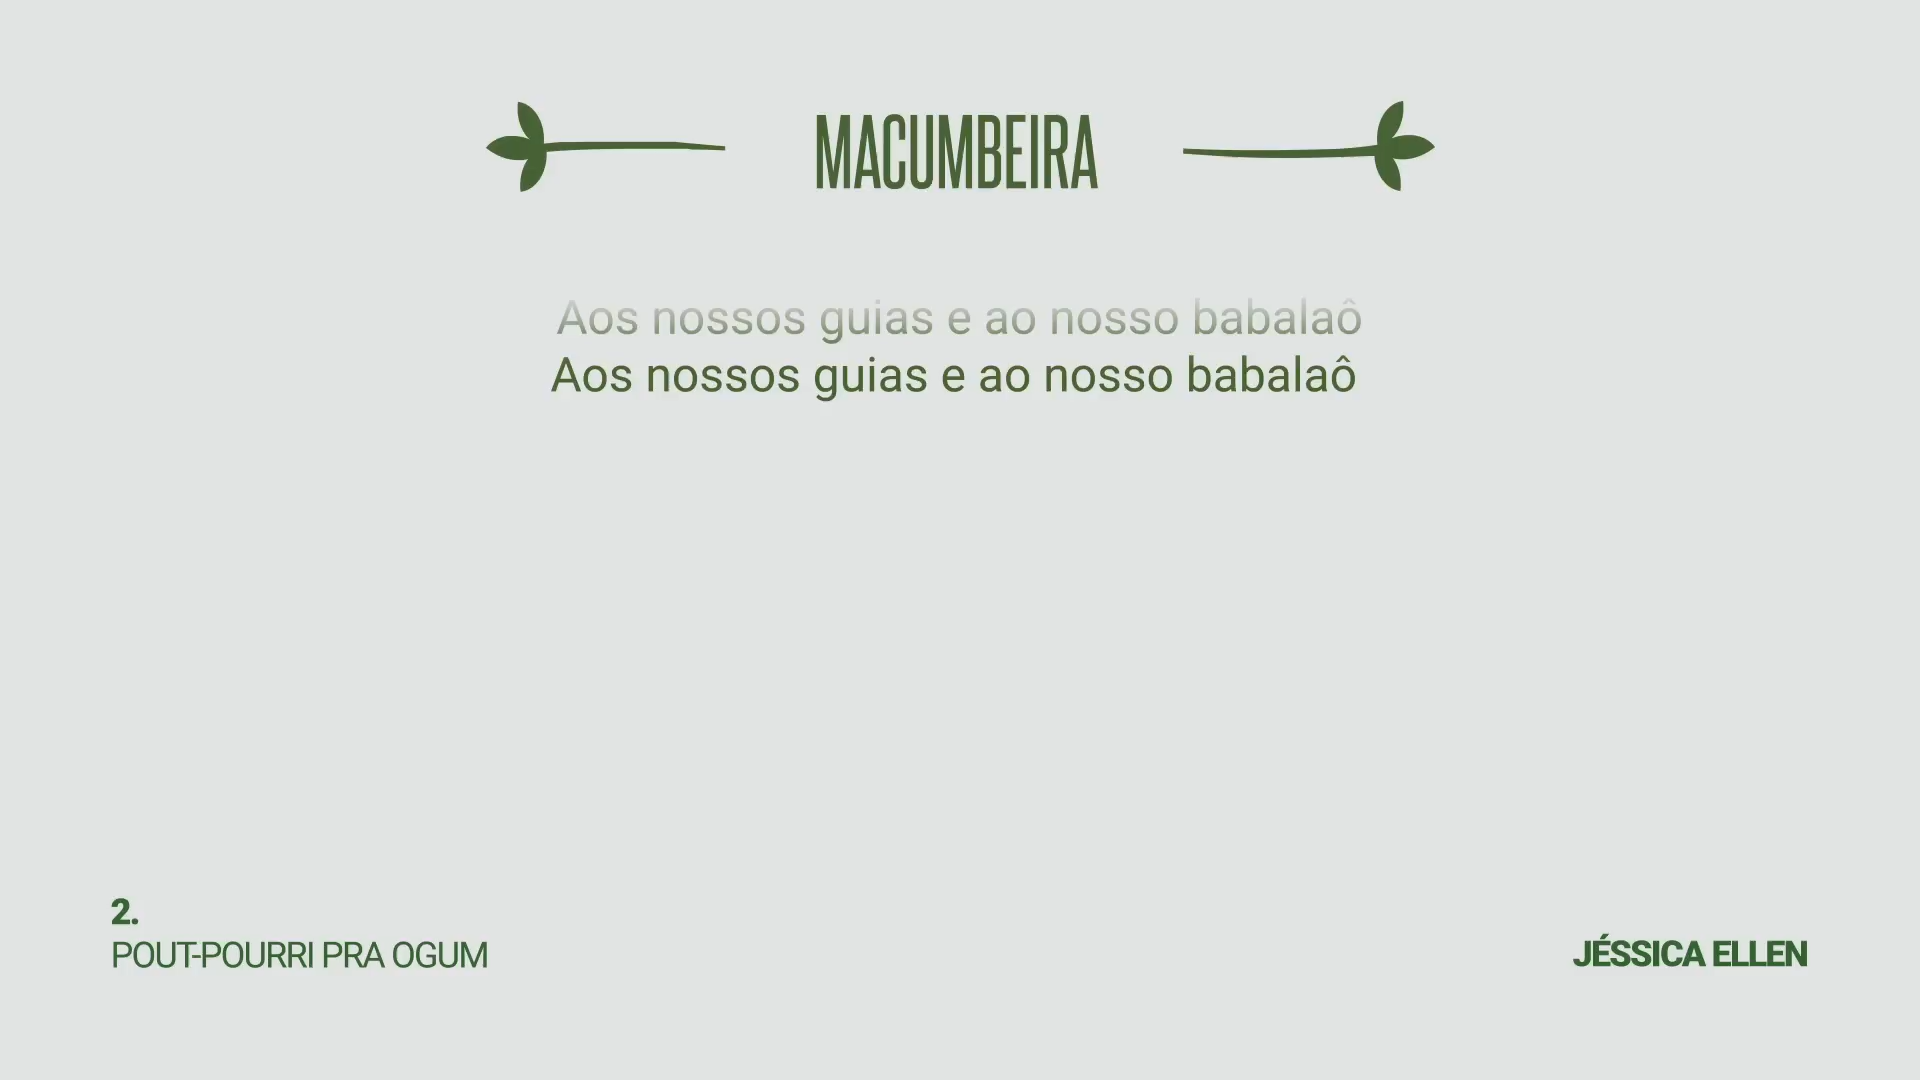 MACUMBEIRA
Aos nossos guias e ao nosso babalaô
Aos nossos guias e ao nosso babalaô
2.
POUT-POURRI PRA OGUM
JÉSSICA ELLEN